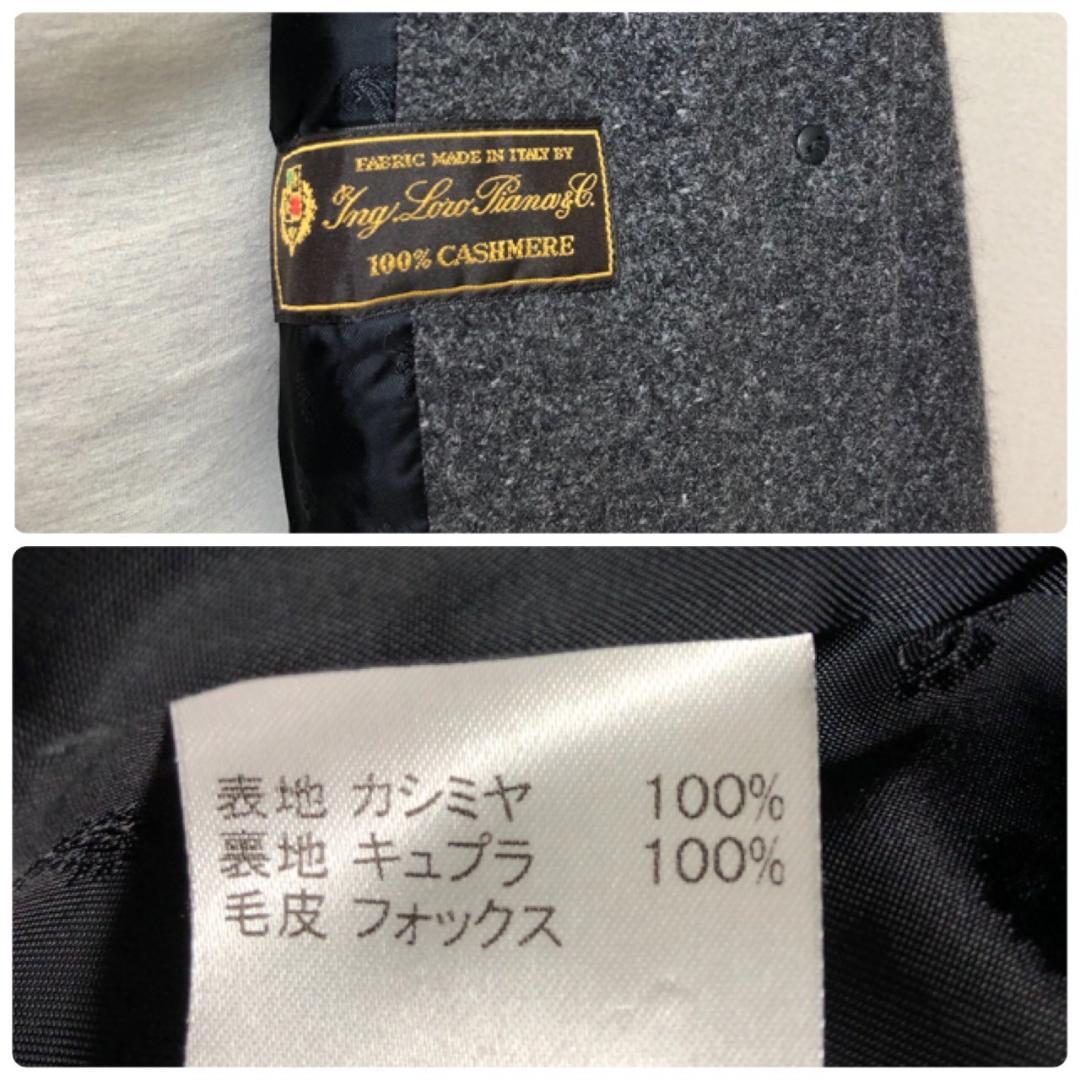 FABRIC MADE IN ITALY BY
Ing. Loro Piana & C.
100% CASHMERE
表地 カシミヤ 100%
裏地 キュプラ 100%
毛皮 フォックス